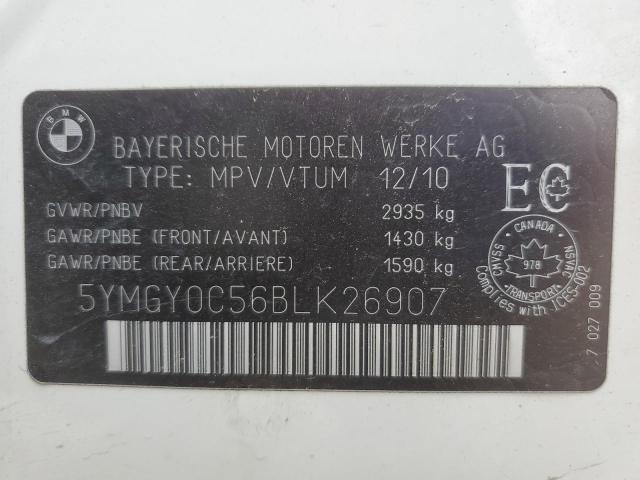 BMW
BAYERISCHE MOTOREN WERKE AG
TYPE: MPV/VTUM 12/10
EC
GVWR/PNBV 2935 kg
GAWR/PNBE (FRONT/AVANT) 1430 kg
GAWR/PNBE (REAR/ARRIERE) 1590 kg
CANADA
CMVSS 978 NSVAC
TRANSPORT
Complies with ICES-002
5YMGY0C56BLK26907
7 027 009